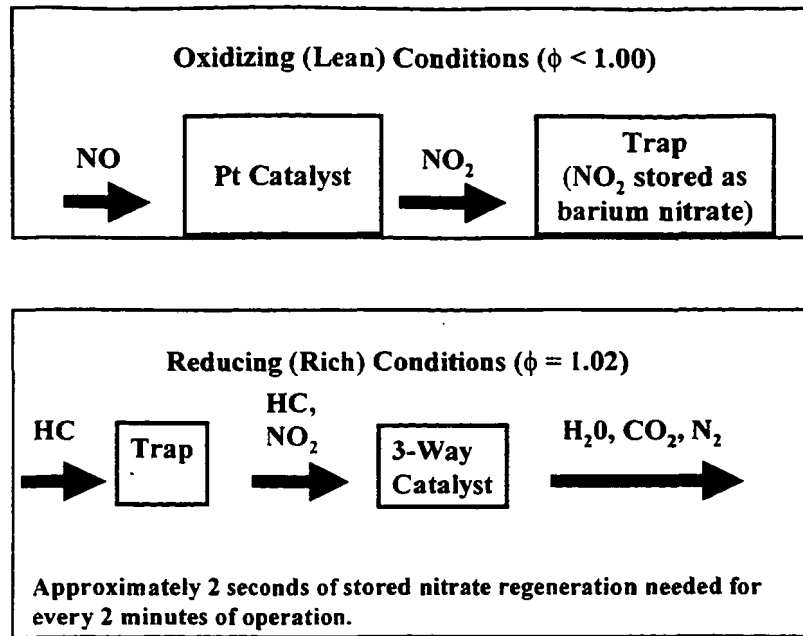 Oxidizing (Lean) Conditions (ϕ < 1.00)
NO
Pt Catalyst
NO₂
Trap
(NO₂ stored as
barium nitrate)
Reducing (Rich) Conditions (ϕ = 1.02)
HC
Trap
HC,
NO₂
3-Way
Catalyst
H₂0, CO₂, N₂
Approximately 2 seconds of stored nitrate regeneration needed for
every 2 minutes of operation.